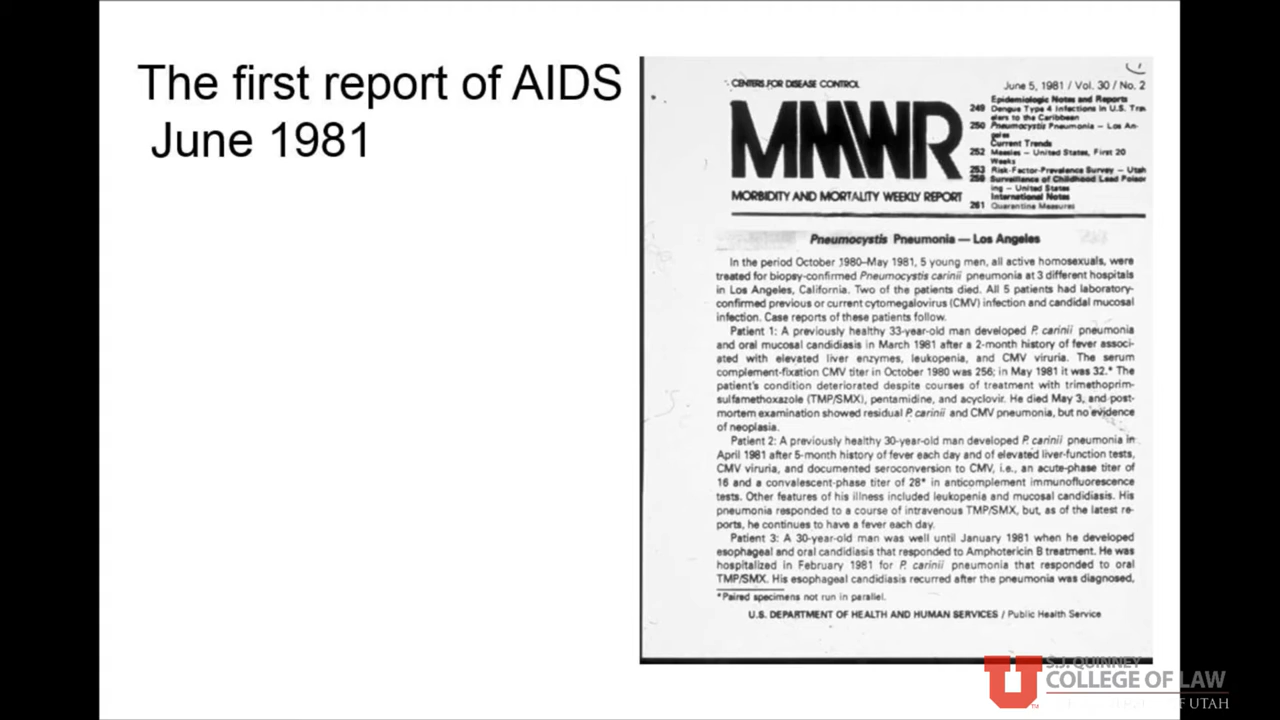 The first report of AIDS
June 1981
CENTERS FOR DISEASE CONTROL
June 5, 1981 / Vol. 30 / No. 2
MMWR
MORBIDITY AND MORTALITY WEEKLY REPORT
Epidemiologic Notes and Reports
249 Dengue Type 4 Infections in U.S. Tra
elers to the Caribbean
250 Pneumocystis Pneumonia – Los An-
geles
Current Trends
252 Measles – United States, First 20
Weeks
253 Risk-Factor-Prevalence Survey – Utah
259 Surveillance of Childhood Lead Poison
ing – United States
International Notes
261 Quarantine Measures
Pneumocystis Pneumonia — Los Angeles
In the period October 1980–May 1981, 5 young men, all active homosexuals, were
treated for biopsy-confirmed Pneumocystis carinii pneumonia at 3 different hospitals
in Los Angeles, California. Two of the patients died. All 5 patients had laboratory-
confirmed previous or current cytomegalovirus (CMV) infection and candidal mucosal
infection. Case reports of these patients follow.
Patient 1: A previously healthy 33-year-old man developed P. carinii pneumonia
and oral mucosal candidiasis in March 1981 after a 2-month history of fever associ-
ated with elevated liver enzymes, leukopenia, and CMV viruria. The serum
complement-fixation CMV titer in October 1980 was 256; in May 1981 it was 32.* The
patient's condition deteriorated despite courses of treatment with trimethoprim-
sulfamethoxazole (TMP/SMX), pentamidine, and acyclovir. He died May 3, and post-
mortem examination showed residual P. carinii and CMV pneumonia, but no evidence
of neoplasia.
Patient 2: A previously healthy 30-year-old man developed P. carinii pneumonia in
April 1981 after 5-month history of fever each day and of elevated liver-function tests,
CMV viruria, and documented seroconversion to CMV, i.e., an acute-phase titer of
16 and a convalescent-phase titer of 28* in anticomplement immunofluorescence
tests. Other features of his illness included leukopenia and mucosal candidiasis. His
pneumonia responded to a course of intravenous TMP/SMX, but, as of the latest re-
ports, he continues to have a fever each day.
Patient 3: A 30-year-old man was well until January 1981 when he developed
esophageal and oral candidiasis that responded to Amphotericin B treatment. He was
hospitalized in February 1981 for P. carinii pneumonia that responded to oral
TMP/SMX. His esophageal candidiasis recurred after the pneumonia was diagnosed,
*Paired specimens not run in parallel.
U.S. DEPARTMENT OF HEALTH AND HUMAN SERVICES / Public Health Service
S.J. QUINNEY
COLLEGE OF LAW
OF UTAH